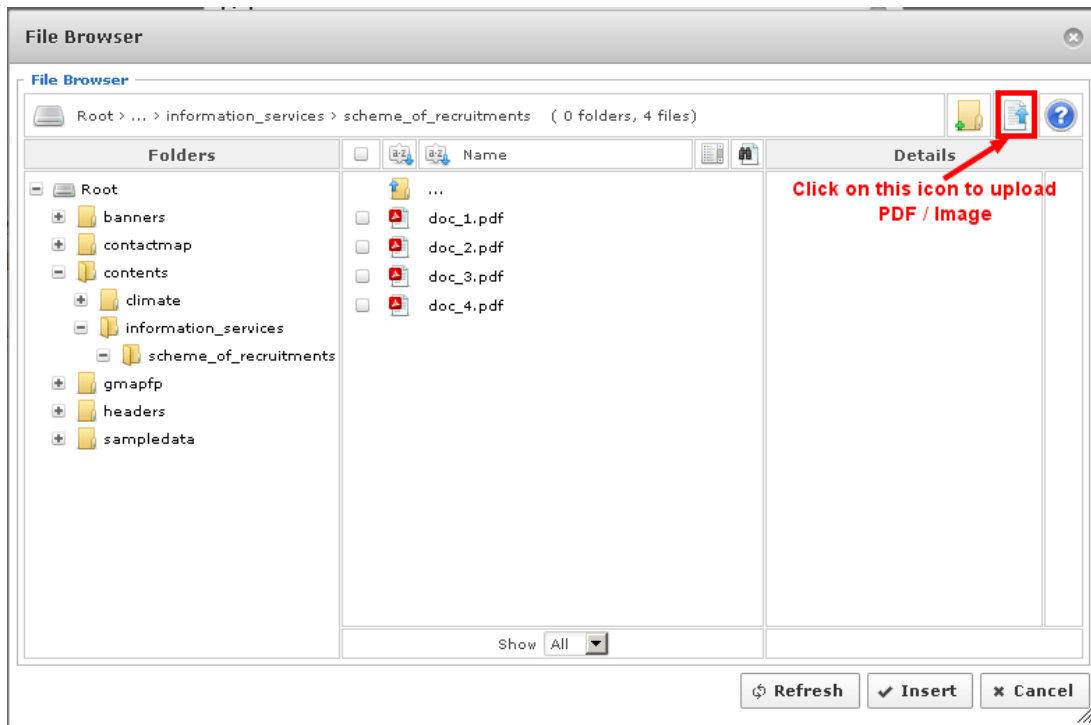 File Browser
File Browser
Root > ... > information_services > scheme_of_recruitments ( 0 folders, 4 files)
Folders
Name
Details
Root
banners
contactmap
contents
climate
information_services
scheme_of_recruitments
gmapfp
headers
sampledata
...
doc_1.pdf
doc_2.pdf
doc_3.pdf
doc_4.pdf
Click on this icon to upload
PDF / Image
Show All
Refresh
Insert
Cancel